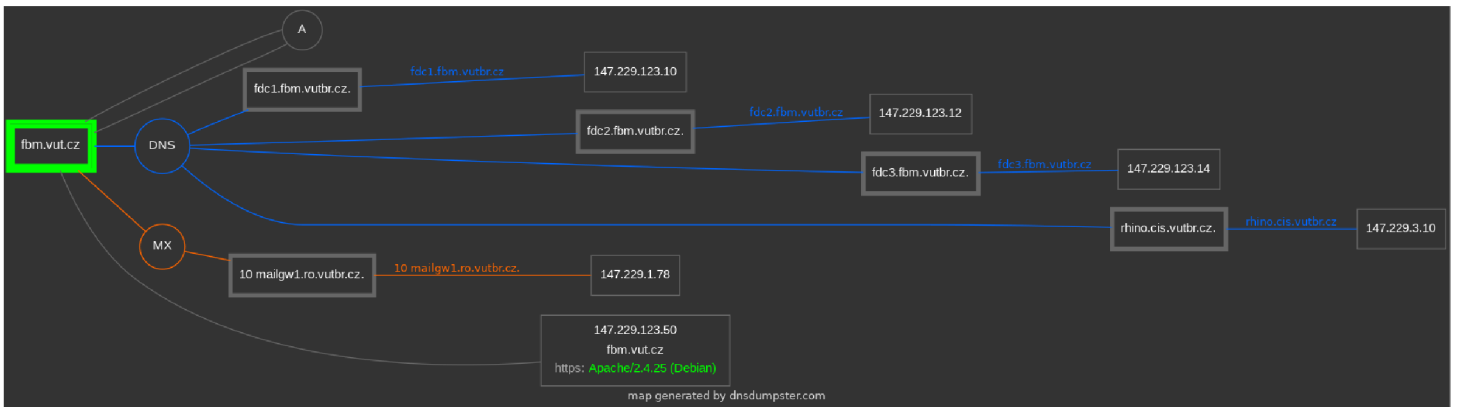 A
fdc1.fbm.vutbr.cz
147.229.123.10
fdc1.fbm.vutbr.cz.
fdc2.fbm.vutbr.cz
147.229.123.12
fdc2.fbm.vutbr.cz.
fbm.vut.cz
DNS
fdc3.fbm.vutbr.cz
147.229.123.14
fdc3.fbm.vutbr.cz.
rhino.cis.vutbr.cz
rhino.cis.vutbr.cz.
147.229.3.10
MX
10 mailgw1.ro.vutbr.cz.
10 mailgw1.ro.vutbr.cz.
147.229.1.78
147.229.123.50
fbm.vut.cz
https: Apache/2.4.25 (Debian)
map generated by dnsdumpster.com